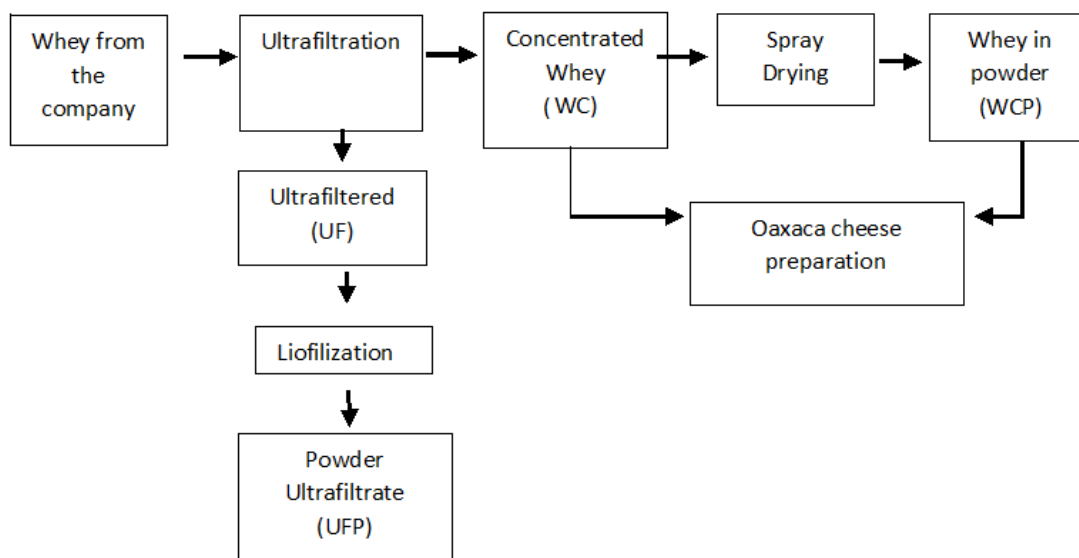 Whey from
the
company
Ultrafiltration
Concentrated
Whey
( WC)
Spray
Drying
Whey in
powder
(WCP)
Ultrafiltered
(UF)
Oaxaca cheese
preparation
Liofilization
Powder
Ultrafiltrate
(UFP)